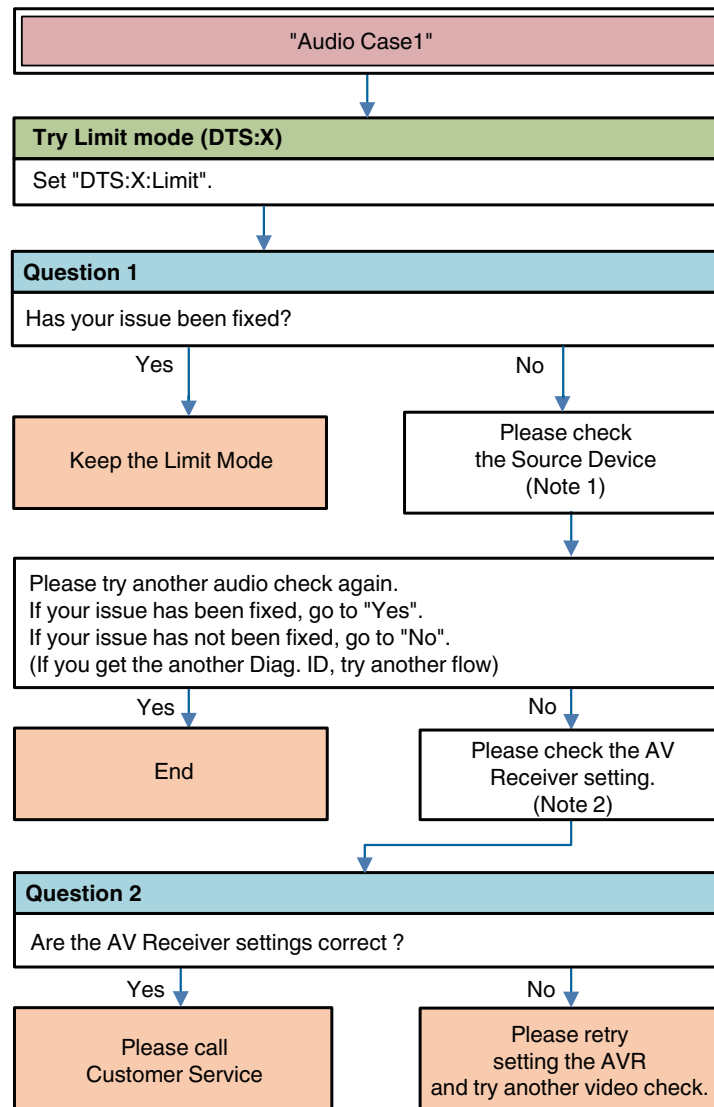 "Audio Case1"
Try Limit mode (DTS:X)
Set "DTS:X:Limit".
Question 1
Has your issue been fixed?
Yes
No
Keep the Limit Mode
Please check
the Source Device
(Note 1)
Please try another audio check again.
If your issue has been fixed, go to "Yes".
If your issue has not been fixed, go to "No".
(If you get the another Diag. ID, try another flow)
Yes
No
End
Please check the AV
Receiver setting.
(Note 2)
Question 2
Are the AV Receiver settings correct ?
Yes
No
Please call
Customer Service
Please retry
setting the AVR
and try another video check.